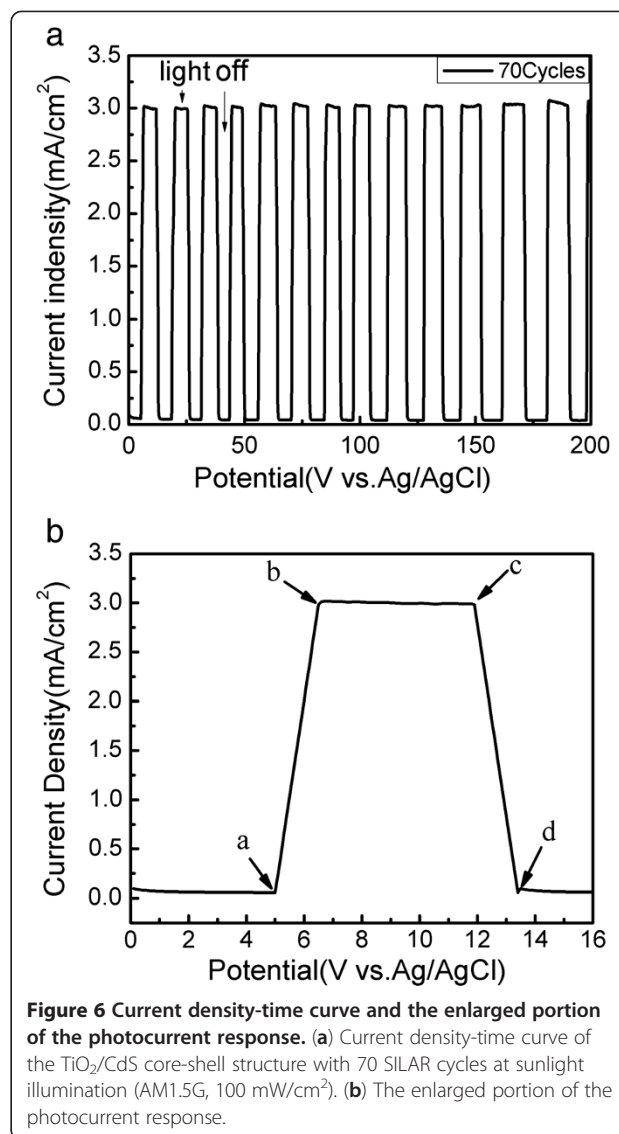 a
light off
70Cycles
3.5
3.0
2.5
2.0
1.5
1.0
0.5
0.0
Current indensity(mA/cm²)
0 50 100 150 200
Potential(V vs.Ag/AgCl)
b
3.5
3.0
2.5
2.0
1.5
1.0
0.5
0.0
Current Density(mA/cm²)
b
c
a
d
0 2 4 6 8 10 12 14 16
Potential(V vs.Ag/AgCl)
Figure 6 Current density-time curve and the enlarged portion
of the photocurrent response. (a) Current density-time curve of
the TiO₂/CdS core-shell structure with 70 SILAR cycles at sunlight
illumination (AM1.5G, 100 mW/cm²). (b) The enlarged portion of the
photocurrent response.